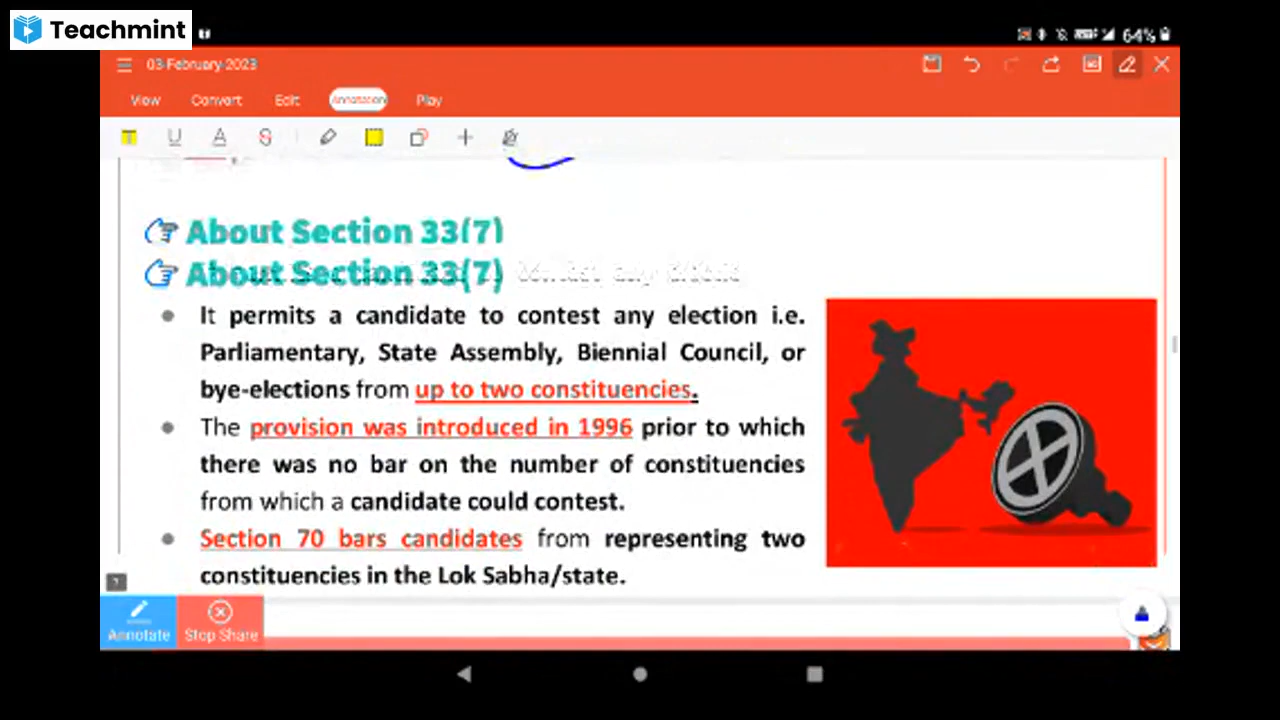 Teachmint
64%
03-February-2023
View Convert Edit Annotation Play
About Section 33(7)
About Section 33(7)
It permits a candidate to contest any election i.e.
Parliamentary, State Assembly, Biennial Council, or
bye-elections from up to two constituencies.
The provision was introduced in 1996 prior to which
there was no bar on the number of constituencies
from which a candidate could contest.
Section 70 bars candidates from representing two
constituencies in the Lok Sabha/state.
Annotate Stop Share